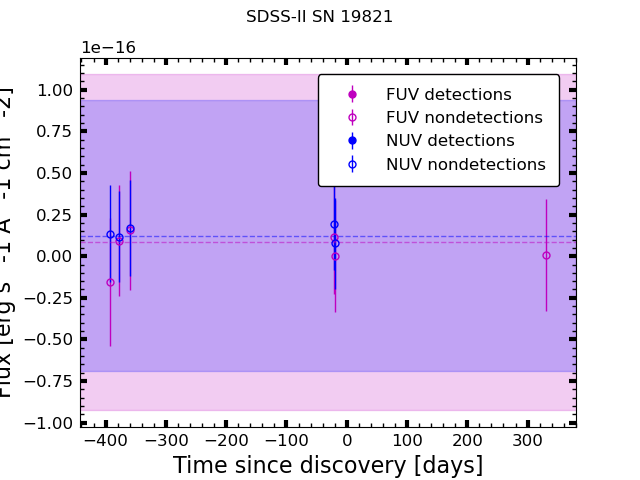 SDSS-II SN 19821
1e−16
FUV detections
FUV nondetections
NUV detections
NUV nondetections
1.00
0.75
0.50
0.25
0.00
−0.25
−0.50
−0.75
−1.00
Flux [erg s -1 A -1 cm -2]
−400
−300
−200
−100
0
100
200
300
Time since discovery [days]